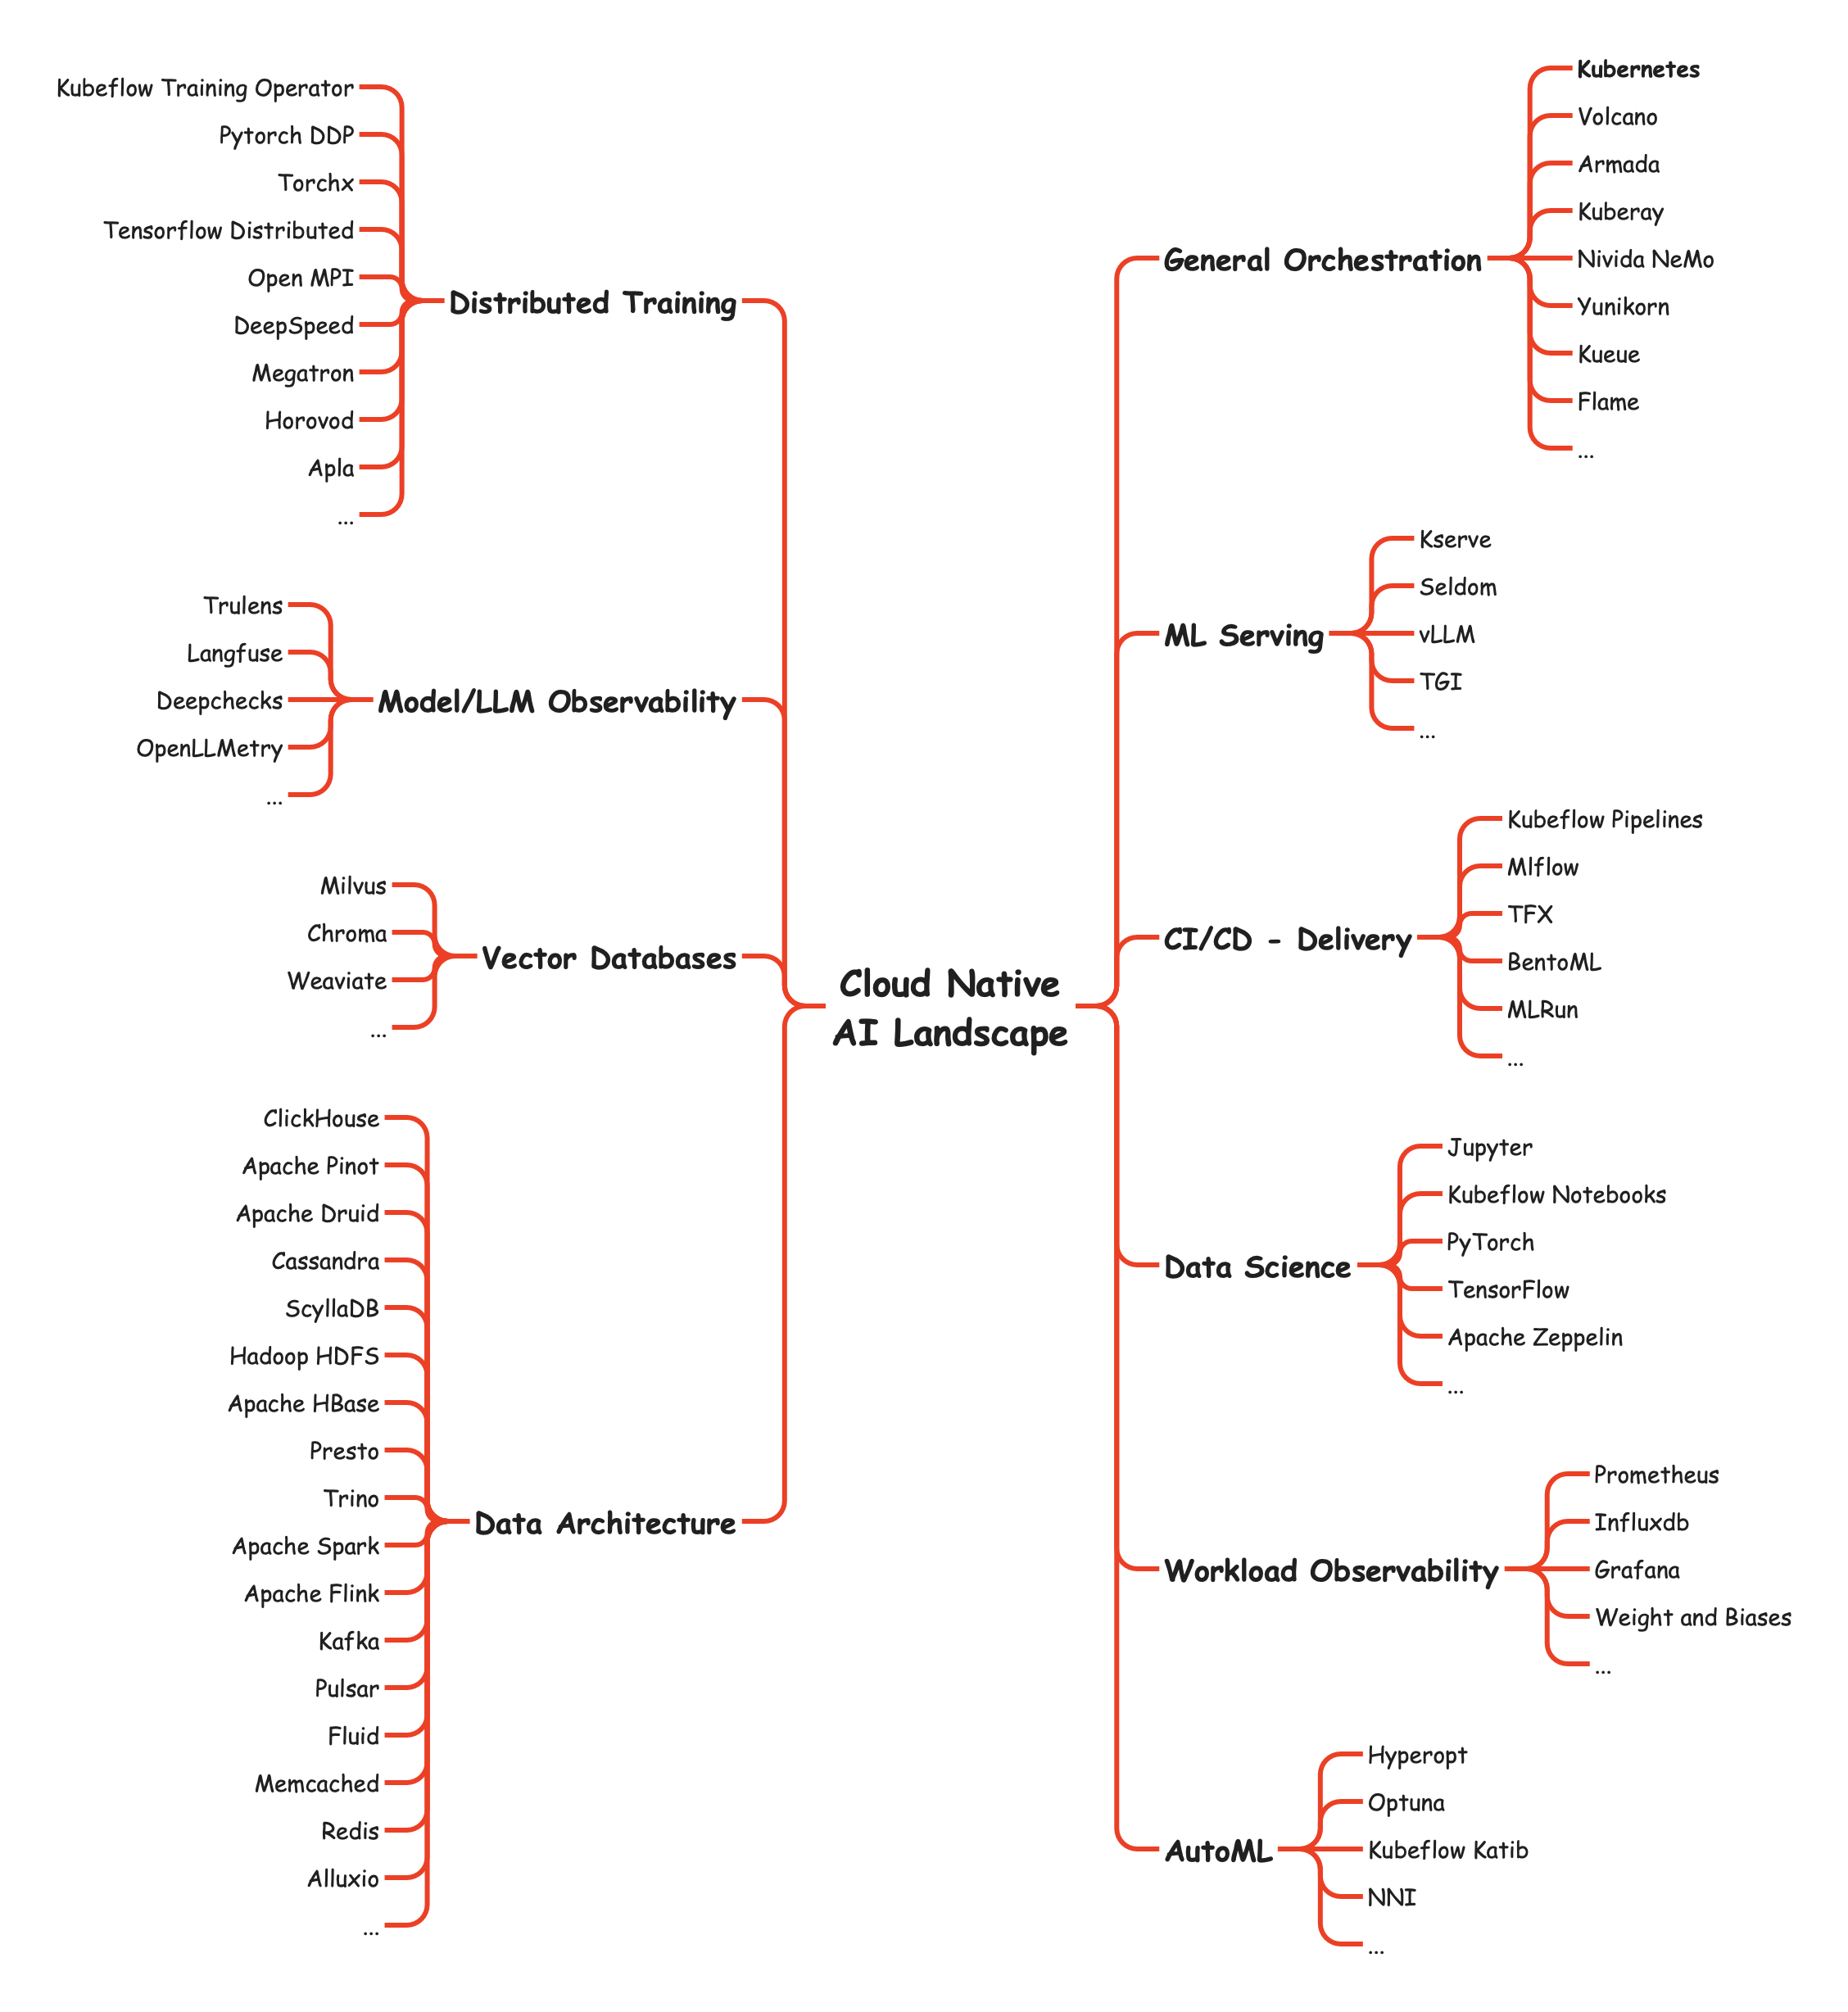 Cloud Native
AI Landscape
Distributed Training
Kubeflow Training Operator
Pytorch DDP
Torchx
Tensorflow Distributed
Open MPI
DeepSpeed
Megatron
Horovod
Apla
...
Model/LLM Observability
Trulens
Langfuse
Deepchecks
OpenLLMetry
...
Vector Databases
Milvus
Chroma
Weaviate
...
Data Architecture
ClickHouse
Apache Pinot
Apache Druid
Cassandra
ScyllaDB
Hadoop HDFS
Apache HBase
Presto
Trino
Apache Spark
Apache Flink
Kafka
Pulsar
Fluid
Memcached
Redis
Alluxio
...
General Orchestration
Kubernetes
Volcano
Armada
Kuberay
Nivida NeMo
Yunikorn
Kueue
Flame
...
ML Serving
Kserve
Seldom
vLLM
TGI
...
CI/CD - Delivery
Kubeflow Pipelines
Mlflow
TFX
BentoML
MLRun
...
Data Science
Jupyter
Kubeflow Notebooks
PyTorch
TensorFlow
Apache Zeppelin
...
Workload Observability
Prometheus
Influxdb
Grafana
Weight and Biases
...
AutoML
Hyperopt
Optuna
Kubeflow Katib
NNI
...